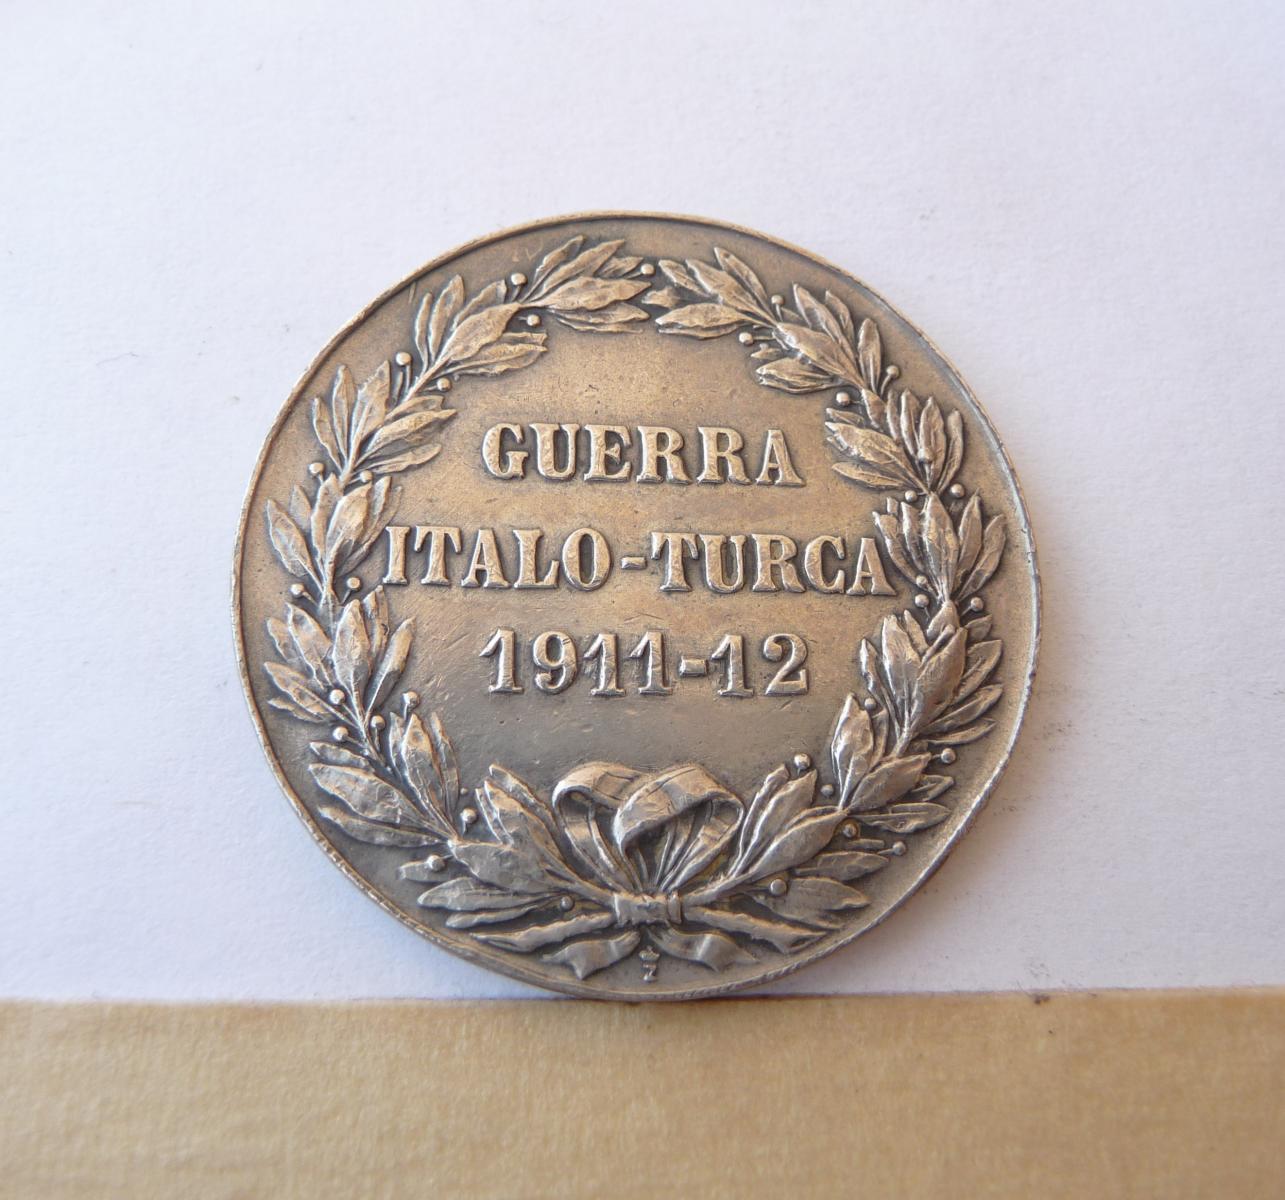 GUERRA
ITALO-TURCA
1911-12
Z